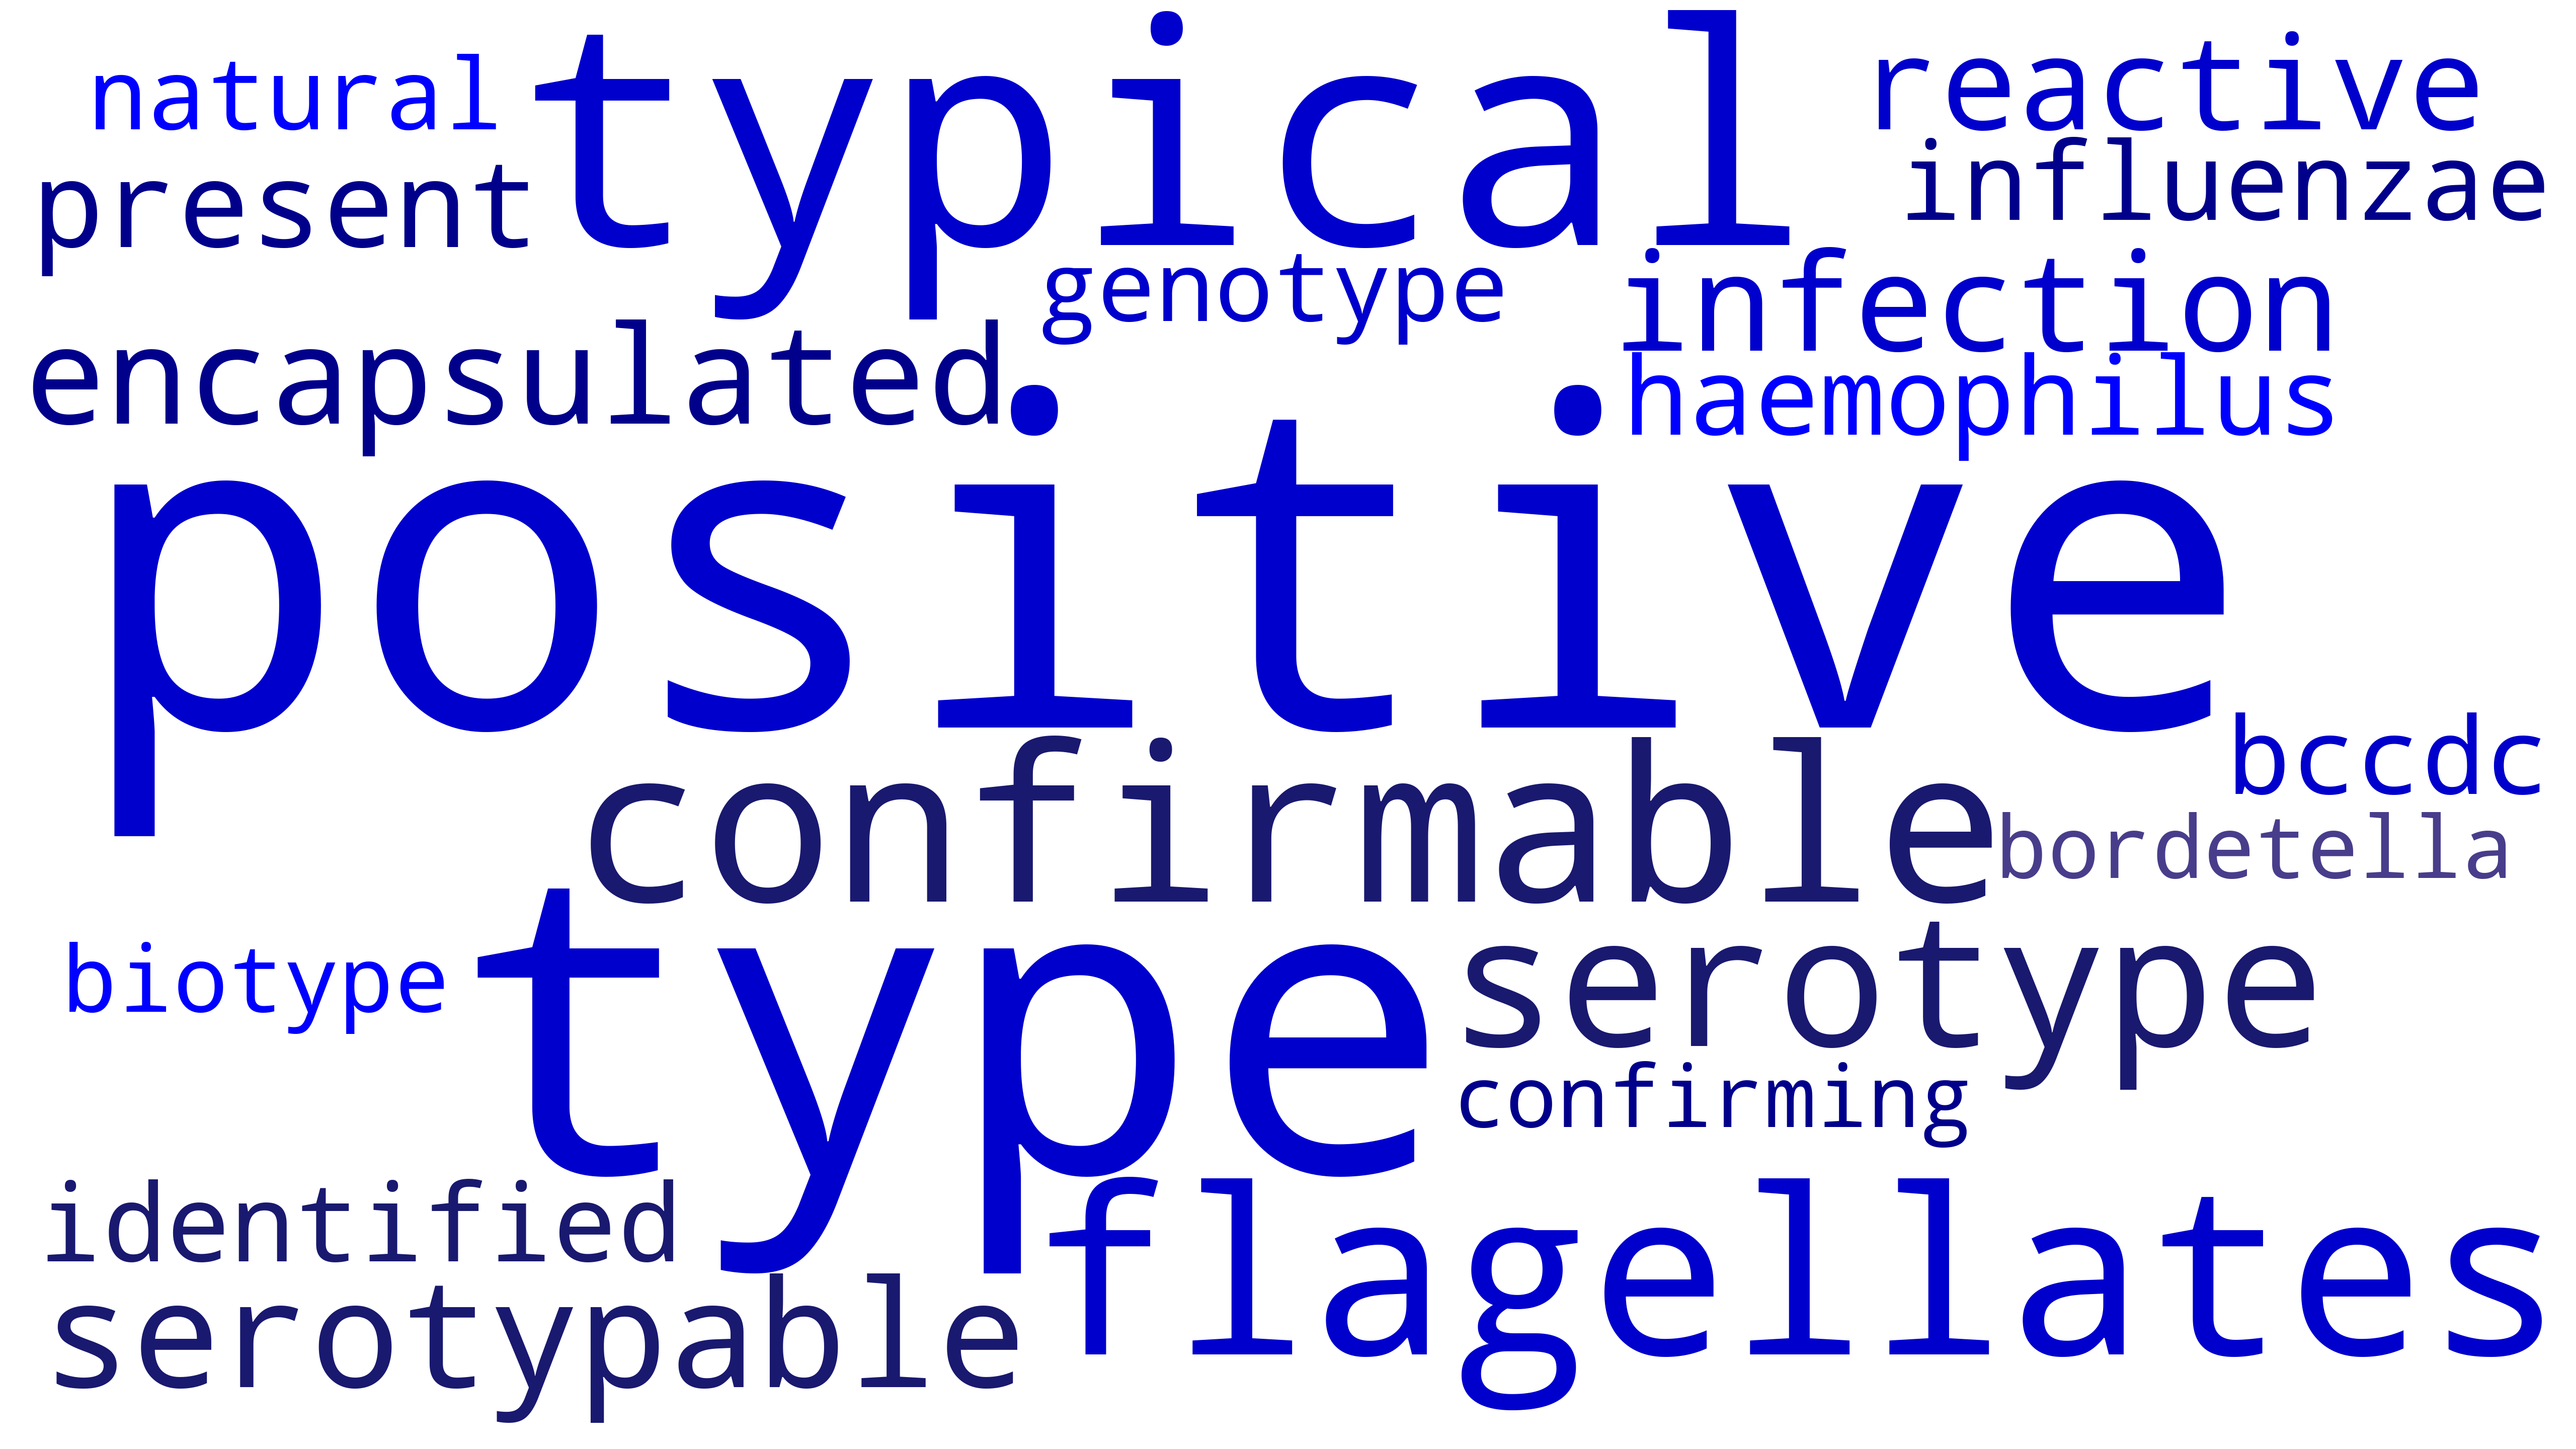 natural
typical
reactive
present
influenzae
genotype
infection
encapsulated
haemophilus
positive
bccdc
confirmable
bordetella
biotype
type
serotype
confirming
identified
flagellates
serotypable